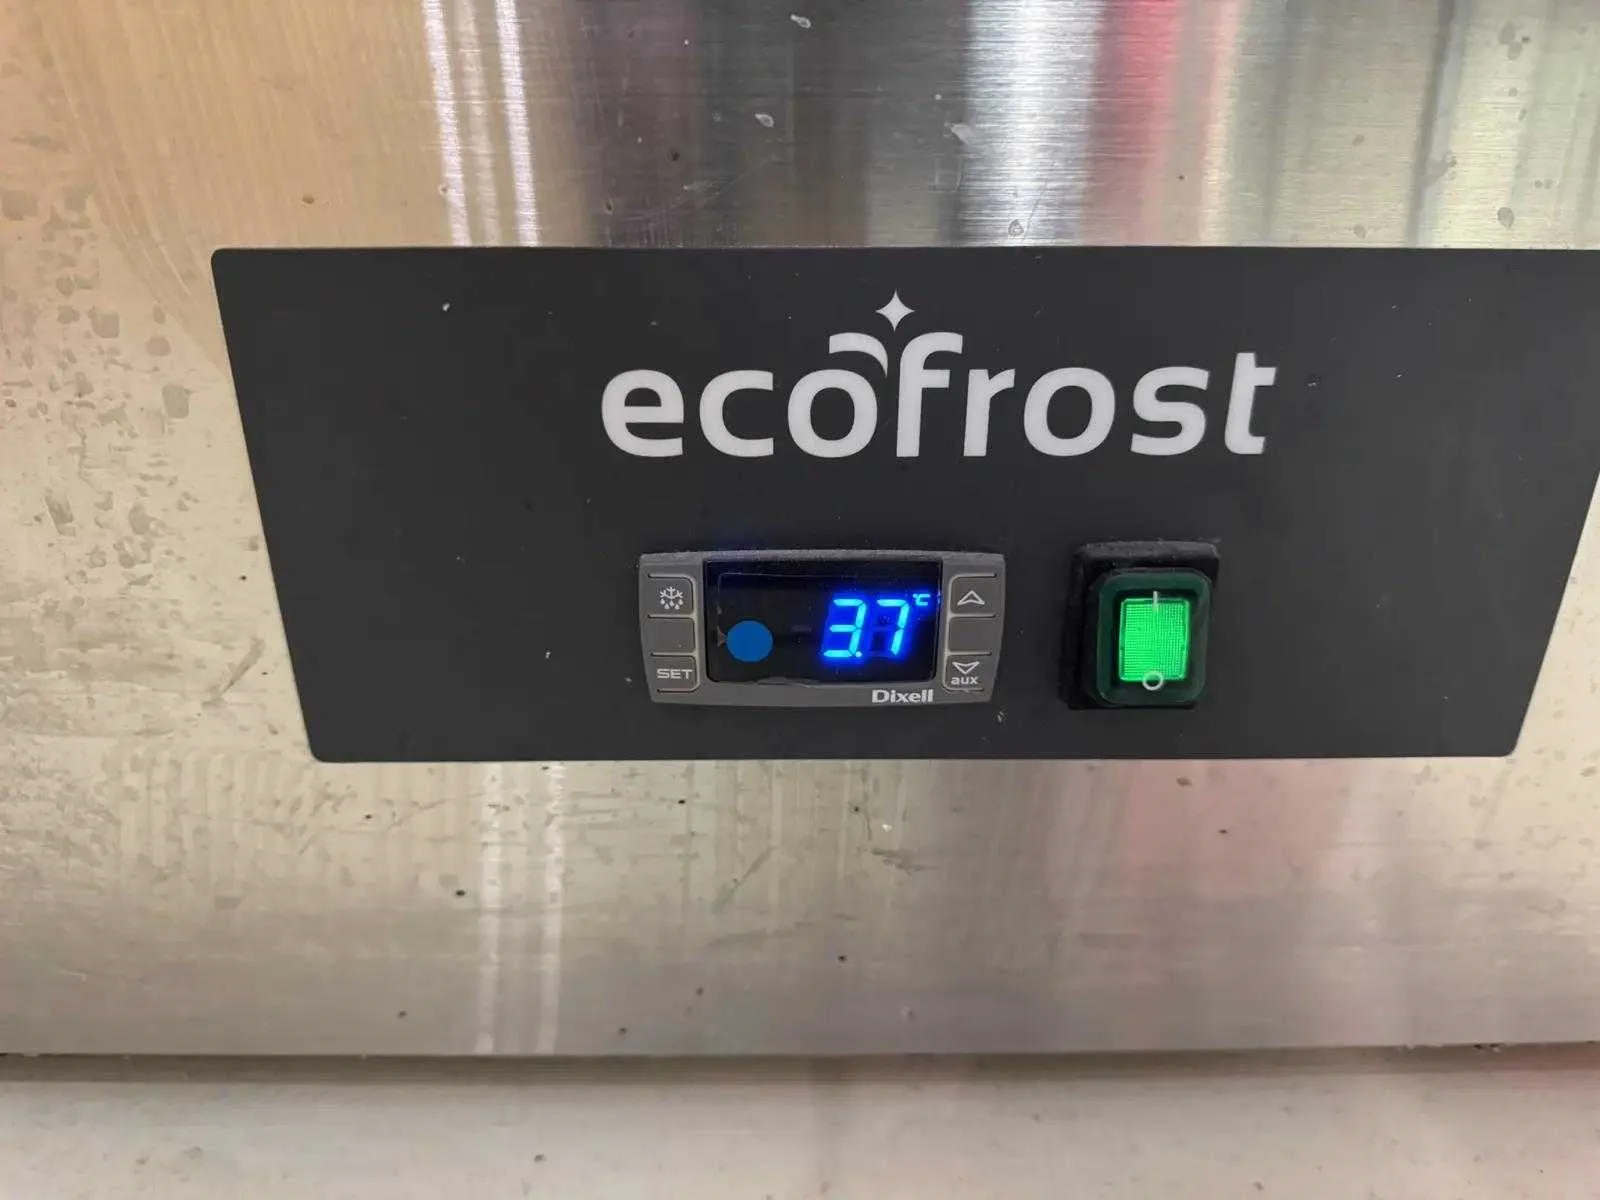 ecofrost
3.7 °C
SET
aux
Dixell